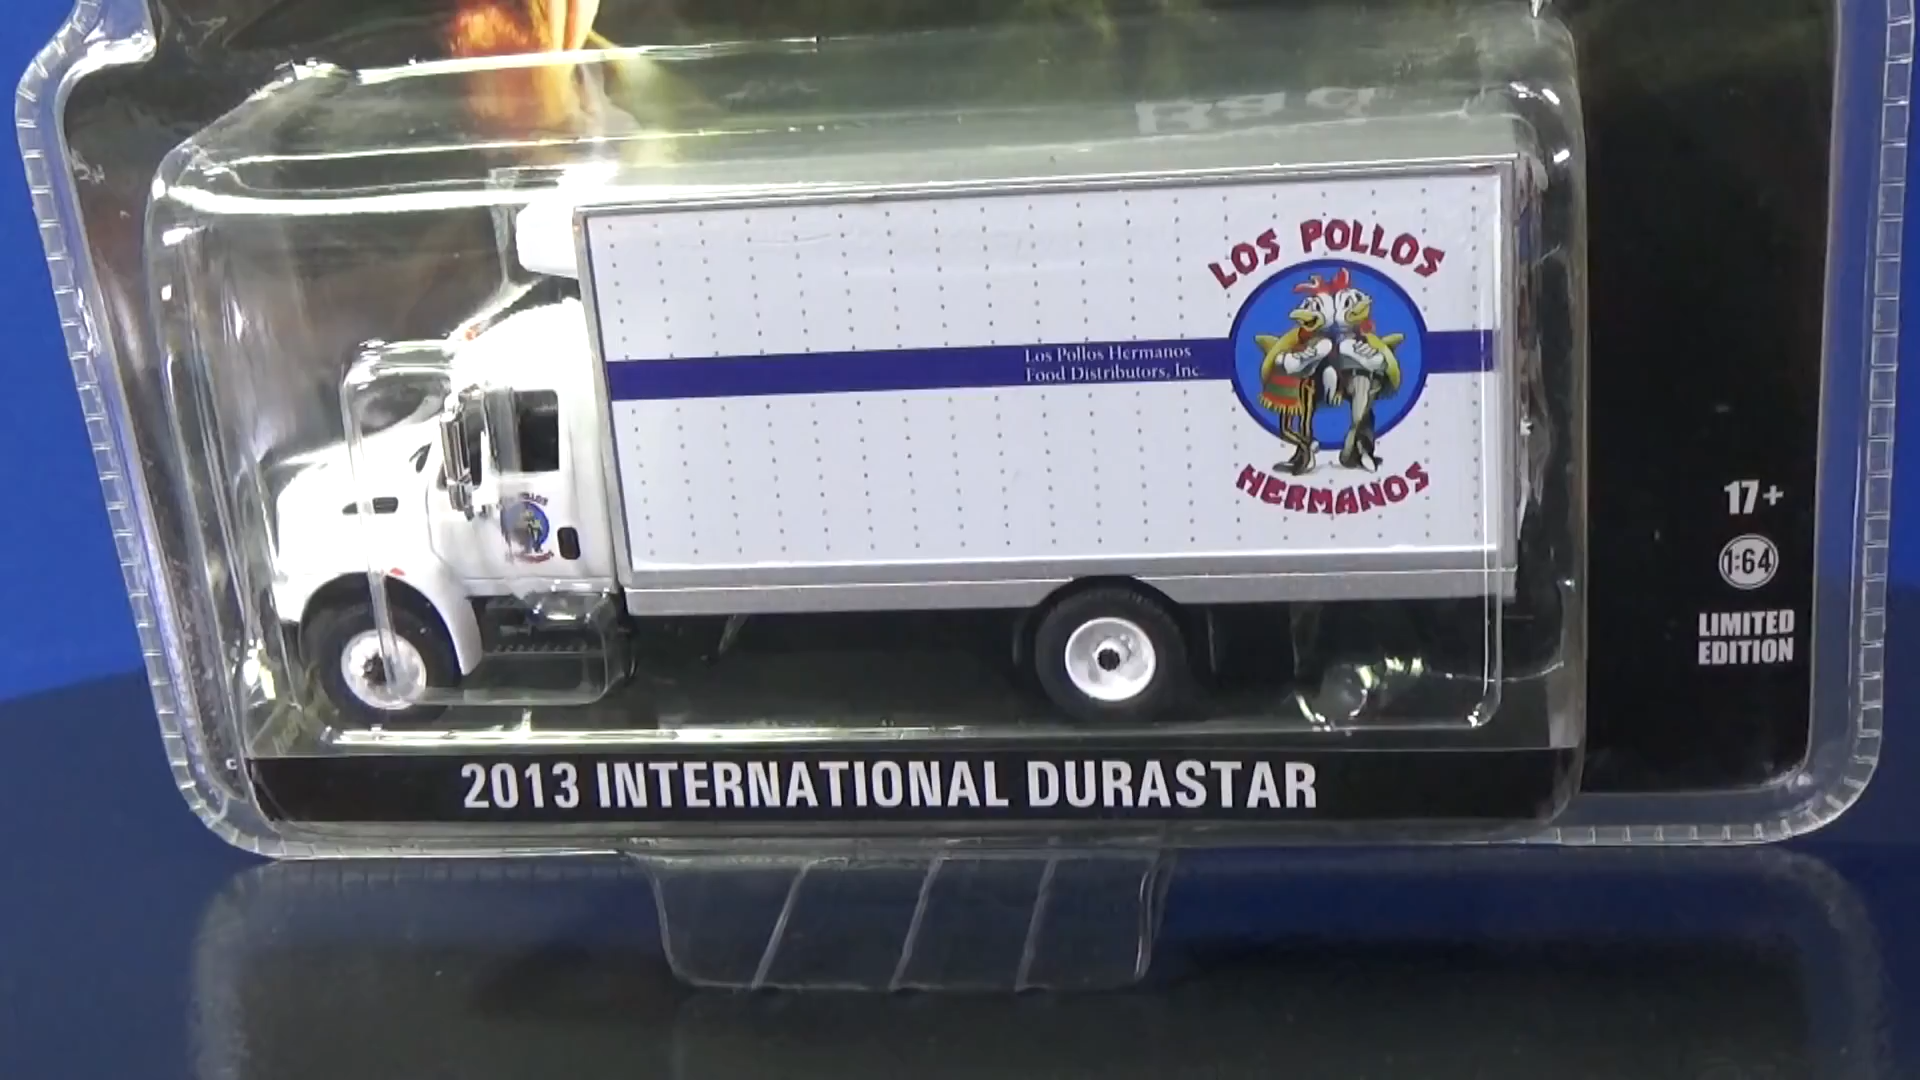 LOS POLLOS
Los Pollos Hermanos
Food Distributors, Inc
HERMANOS
17+
1:64
LIMITED
EDITION
2013 INTERNATIONAL DURASTAR